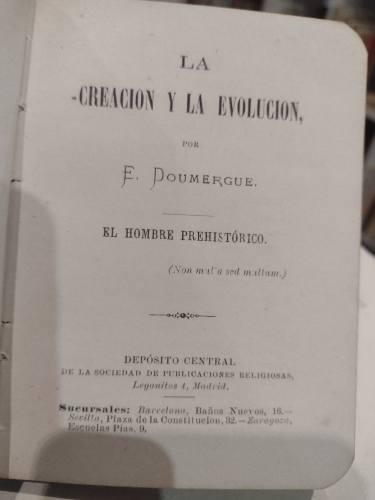 LA
CREACION Y LA EVOLUCION,
POR
E. DOUMERGUE.
EL HOMBRE PREHISTÓRICO.
(Non multa sed multum.)
DEPÓSITO CENTRAL
DE LA SOCIEDAD DE PUBLICACIONES RELIGIOSAS,
Leganitos 4, Madrid.
Sucursales: Barcelona, Baños Nuevos, 16.—
Sevilla, Plaza de la Constitucion, 32.—Zaragoza,
Escuelas Pias, 9.